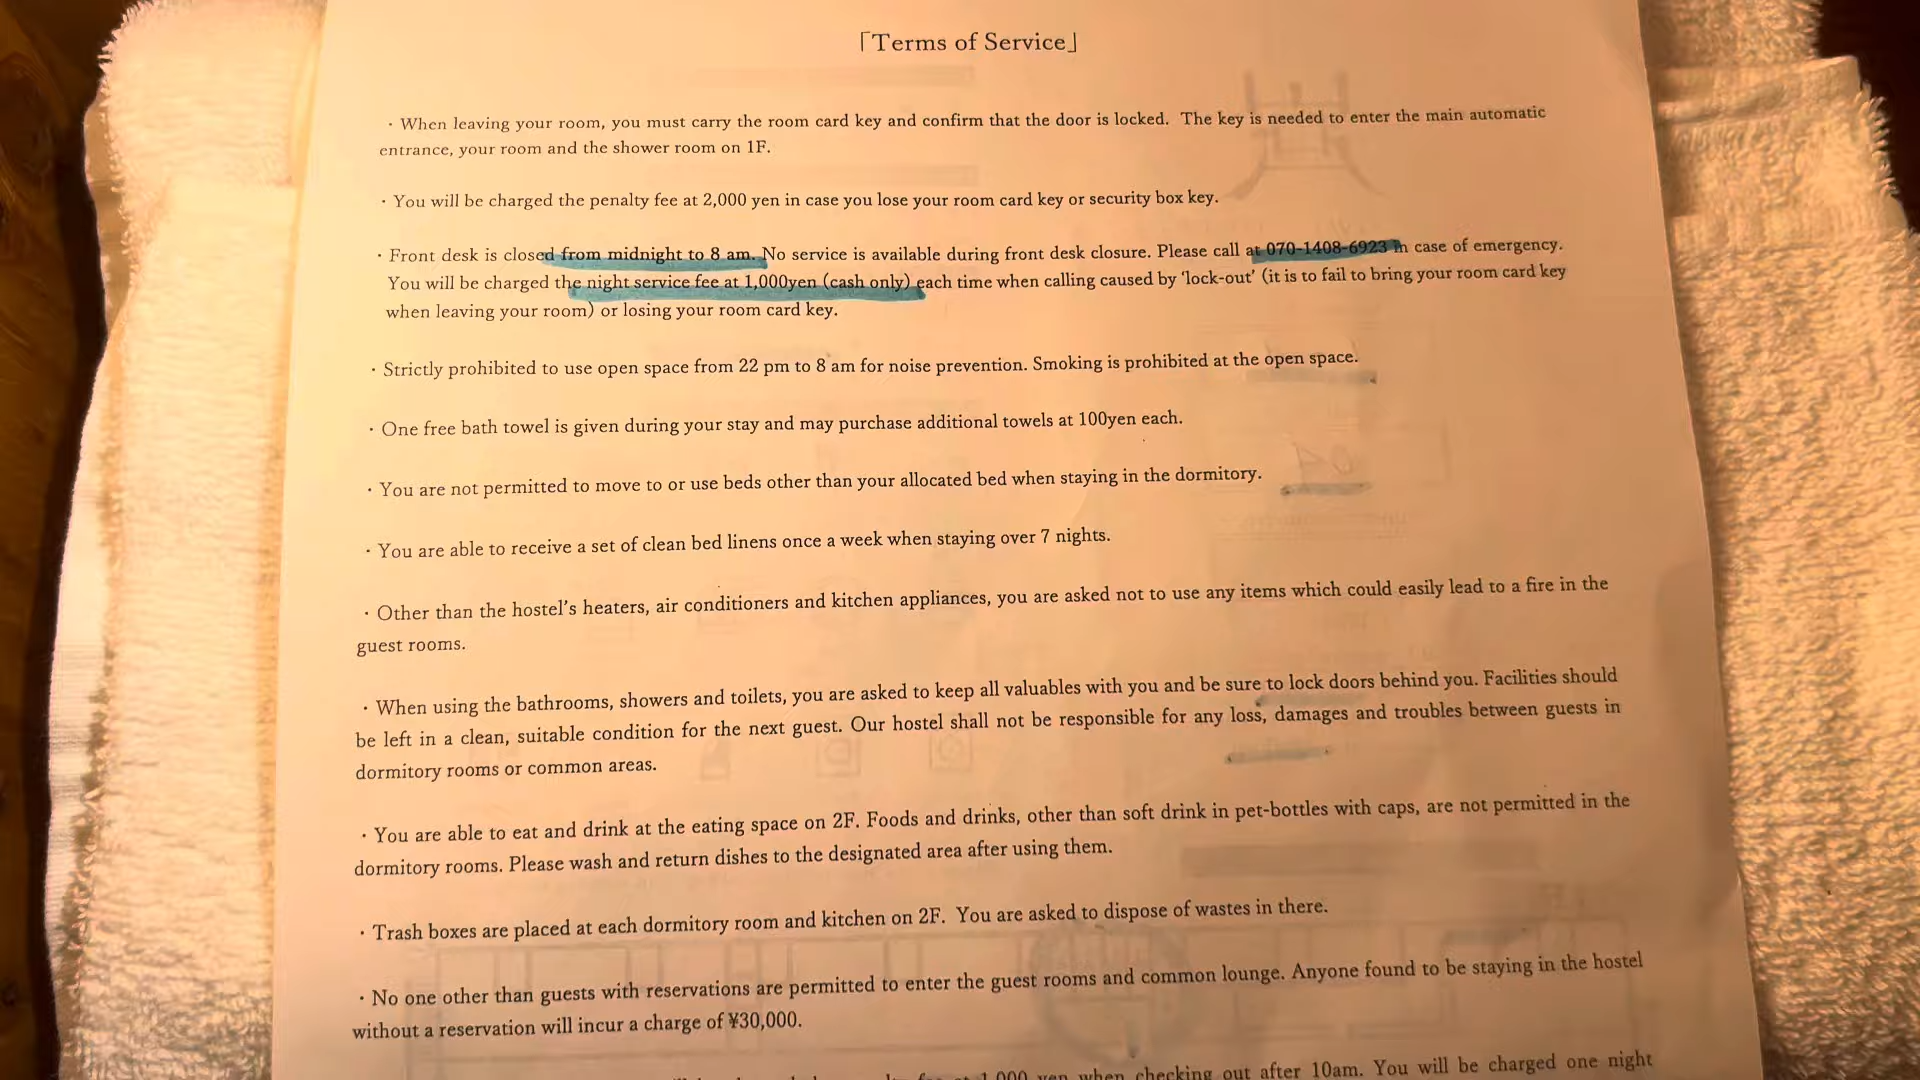 「Terms of Service」
・When leaving your room, you must carry the room card key and confirm that the door is locked. The key is needed to enter the main automatic
entrance, your room and the shower room on 1F.
・You will be charged the penalty fee at 2,000 yen in case you lose your room card key or security box key.
・Front desk is closed from midnight to 8 am. No service is available during front desk closure. Please call at 070-1408-6923 in case of emergency.
You will be charged the night service fee at 1,000yen (cash only) each time when calling caused by 'lock-out' (it is to fail to bring your room card key
when leaving your room) or losing your room card key.
・Strictly prohibited to use open space from 22 pm to 8 am for noise prevention. Smoking is prohibited at the open space.
・One free bath towel is given during your stay and may purchase additional towels at 100yen each.
・You are not permitted to move to or use beds other than your allocated bed when staying in the dormitory.
・You are able to receive a set of clean bed linens once a week when staying over 7 nights.
・Other than the hostel's heaters, air conditioners and kitchen appliances, you are asked not to use any items which could easily lead to a fire in the
guest rooms.
・When using the bathrooms, showers and toilets, you are asked to keep all valuables with you and be sure to lock doors behind you. Facilities should
be left in a clean, suitable condition for the next guest. Our hostel shall not be responsible for any loss, damages and troubles between guests in
dormitory rooms or common areas.
・You are able to eat and drink at the eating space on 2F. Foods and drinks, other than soft drink in pet-bottles with caps, are not permitted in the
dormitory rooms. Please wash and return dishes to the designated area after using them.
・Trash boxes are placed at each dormitory room and kitchen on 2F. You are asked to dispose of wastes in there.
・No one other than guests with reservations are permitted to enter the guest rooms and common lounge. Anyone found to be staying in the hostel
without a reservation will incur a charge of ¥30,000.
at 1,000 yen when checking out after 10am. You will be charged one night